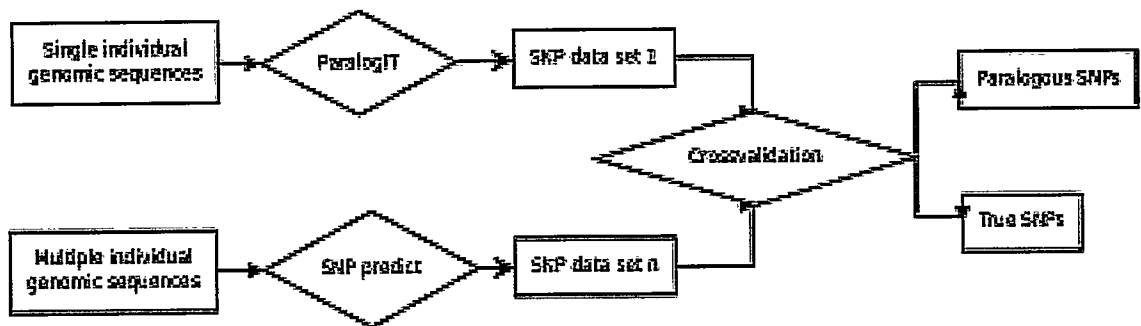 Single individual
genomic sequences
ParalogIT
SNP data set 1
Paralogous SNPs
Crossvalidation
True SNPs
Multiple individual
genomic sequences
SNP predict
SNP data set n